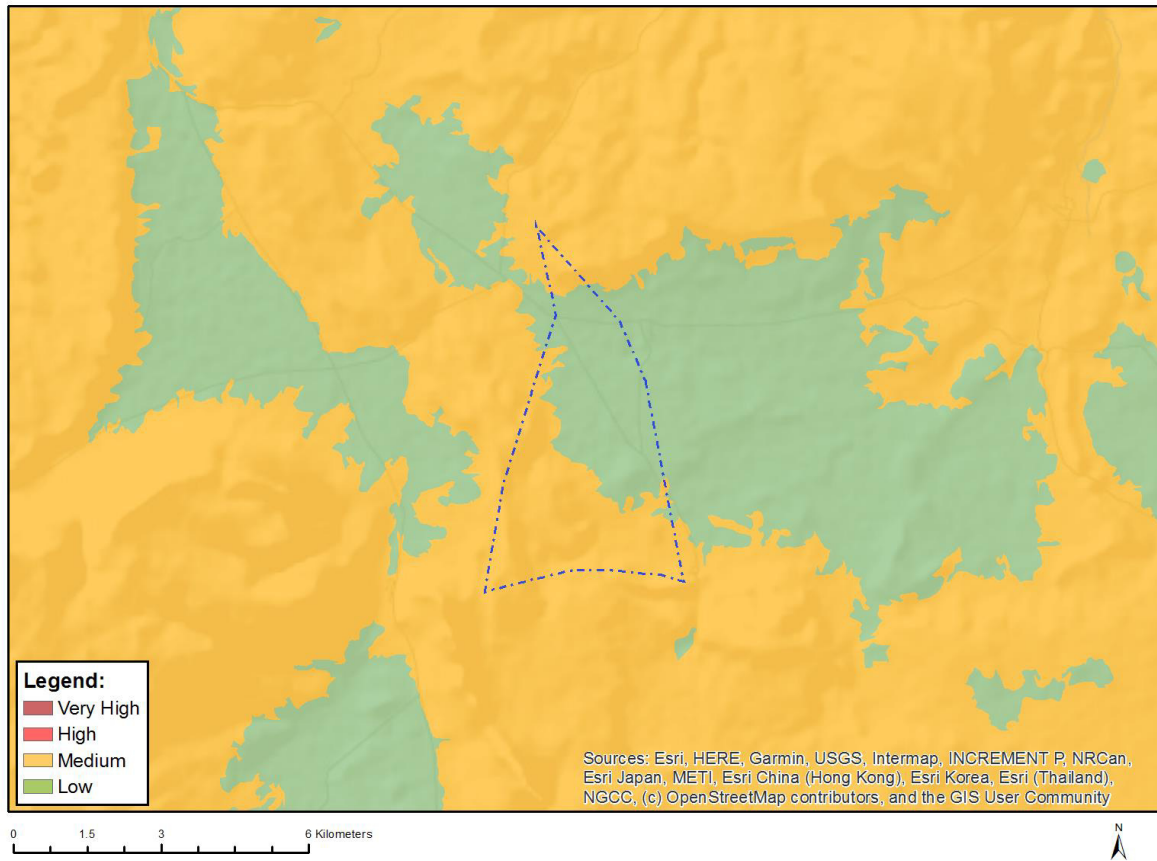 Legend:
Very High
High
Medium
Low
Sources: Esri, HERE, Garmin, USGS, Intermap, INCREMENT P, NRCan,
Esri Japan, METI, Esri China (Hong Kong), Esri Korea, Esri (Thailand),
NGCC, (c) OpenStreetMap contributors, and the GIS User Community
0 1.5 3 6 Kilometers
N